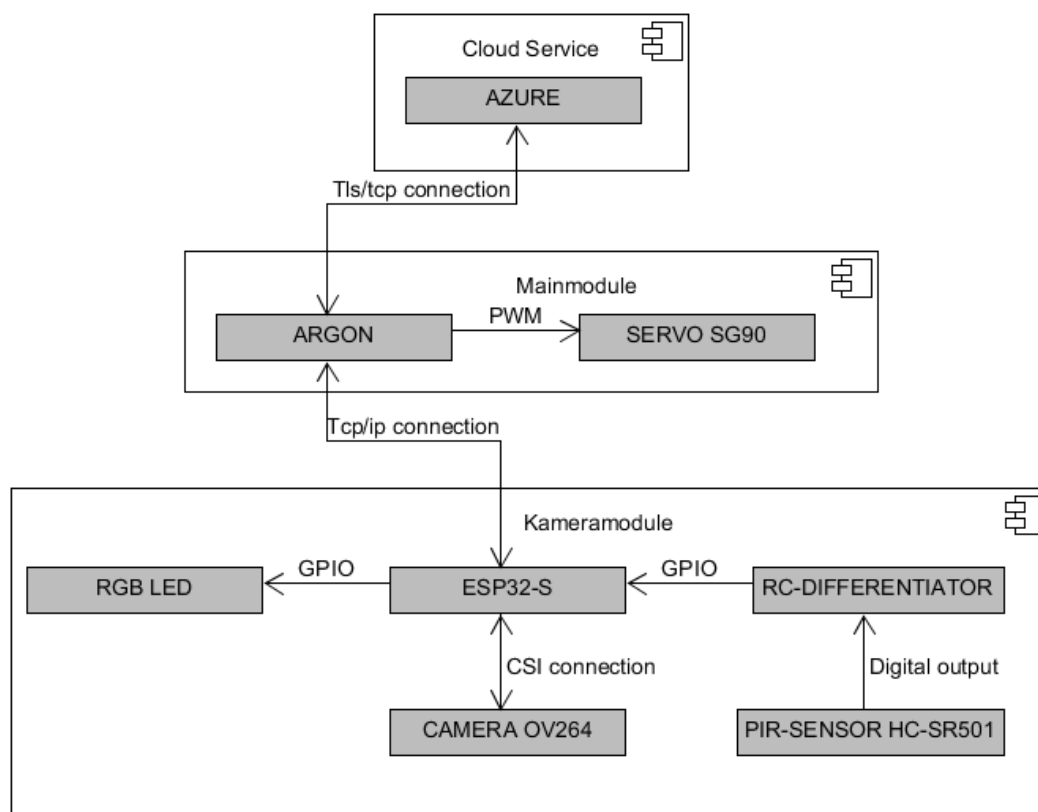 Cloud Service
AZURE
Tls/tcp connection
Mainmodule
ARGON
PWM
SERVO SG90
Tcp/ip connection
Kameramodule
RGB LED
GPIO
ESP32-S
GPIO
RC-DIFFERENTIATOR
CSI connection
Digital output
CAMERA OV264
PIR-SENSOR HC-SR501